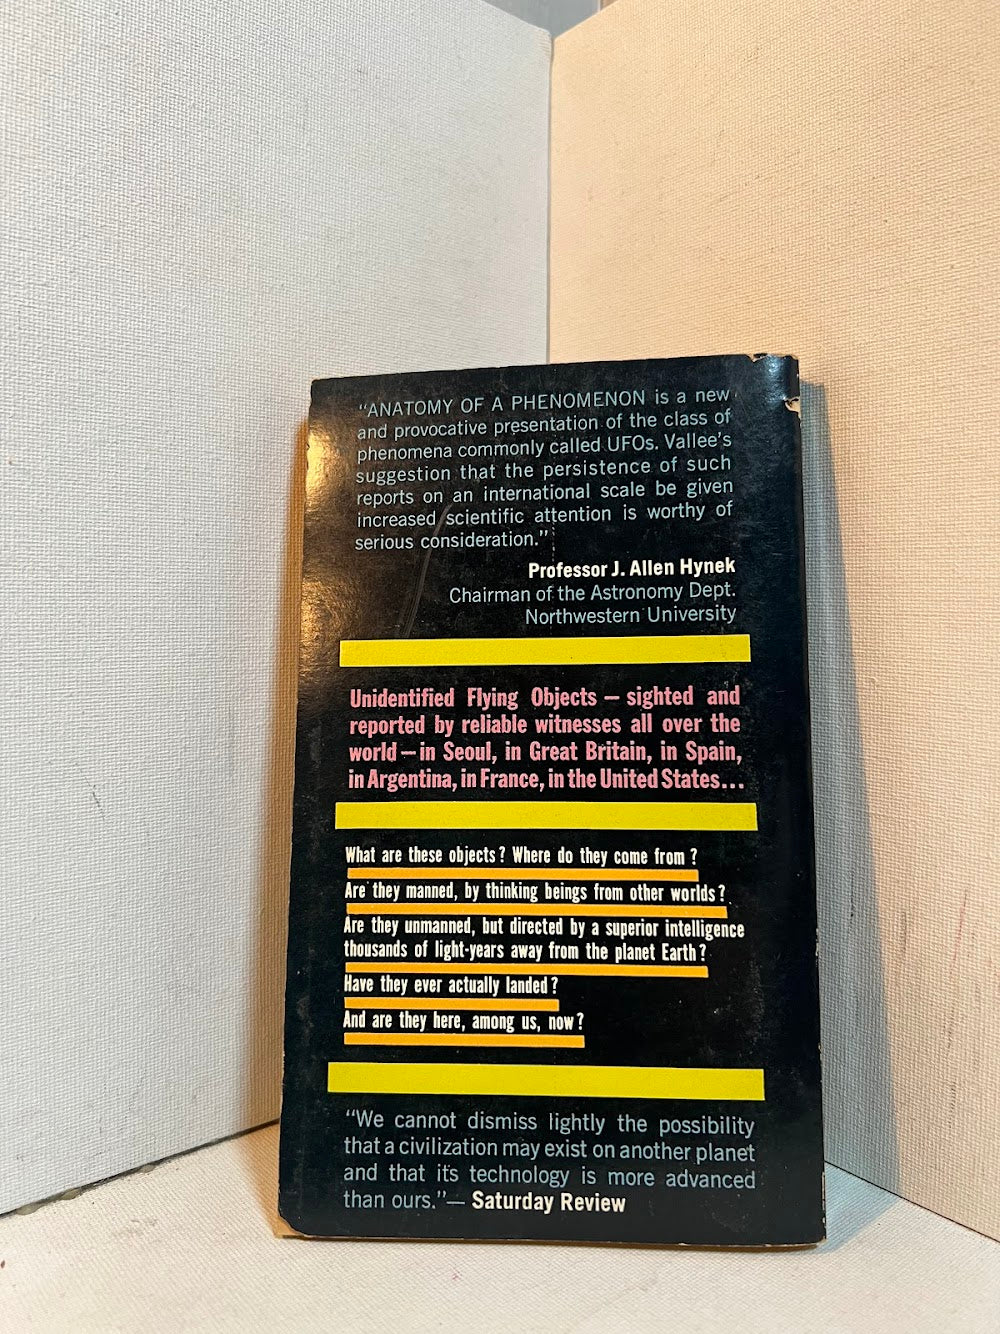 “ANATOMY OF A PHENOMENON is a new
and provocative presentation of the class of
phenomena commonly called UFOs. Vallee’s
suggestion that the persistence of such
reports on an international scale be given
increased scientific attention is worthy of
serious consideration.”
Professor J. Allen Hynek
Chairman of the Astronomy Dept.
Northwestern University
Unidentified Flying Objects — sighted and
reported by reliable witnesses all over the
world — in Seoul, in Great Britain, in Spain,
in Argentina, in France, in the United States...
What are these objects? Where do they come from?
Are they manned, by thinking beings from other worlds?
Are they unmanned, but directed by a superior intelligence
thousands of light-years away from the planet Earth?
Have they ever actually landed?
And are they here, among us, now?
“We cannot dismiss lightly the possibility
that a civilization may exist on another planet
and that its technology is more advanced
than ours.”— Saturday Review